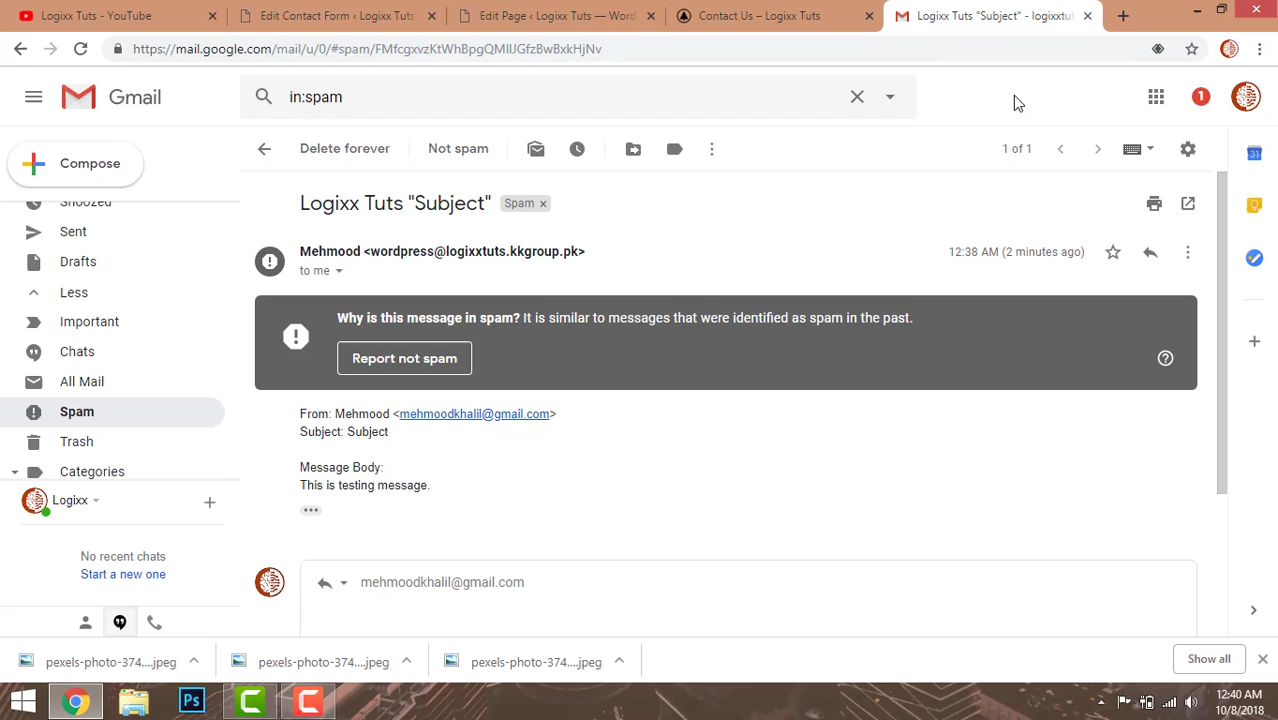 Logixx Tuts - YouTube
Edit Contact Form ‹ Logixx Tuts
Edit Page ‹ Logixx Tuts — Word
Contact Us – Logixx Tuts
Logixx Tuts "Subject" - logixxtut
https://mail.google.com/mail/u/0/#spam/FMfcgxvzKtWhBpgQMlIJGfzBwBxkHjNv
Gmail
in:spam
1
Compose
Delete forever
Not spam
1 of 1
31
Snoozed
Sent
Drafts
Less
Important
Chats
All Mail
Spam
Trash
Categories
Logixx Tuts "Subject"
Spam x
Mehmood <wordpress@logixxtuts.kkgroup.pk>
12:38 AM (2 minutes ago)
to me
Why is this message in spam? It is similar to messages that were identified as spam in the past.
Report not spam
From: Mehmood <mehmoodkhalil@gmail.com>
Subject: Subject
Message Body:
This is testing message.
Logixx
No recent chats
Start a new one
mehmoodkhalil@gmail.com
pexels-photo-374....jpeg
pexels-photo-374....jpeg
pexels-photo-374....jpeg
Show all
Ps
12:40 AM
10/8/2018